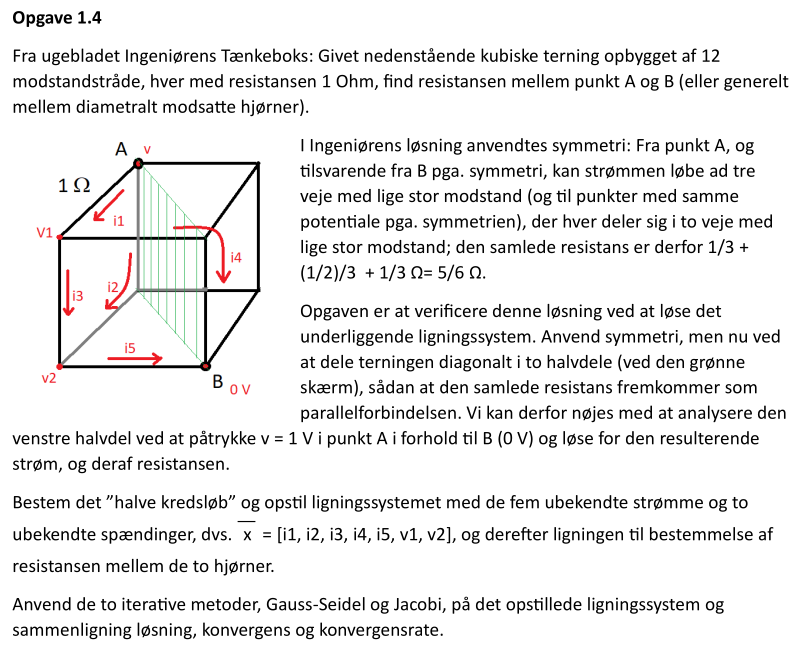 Opgave 1.4
Fra ugebladet Ingeniørens Tænkeboks: Givet nedenstående kubiske terning opbygget af 12
modstandstråde, hver med resistansen 1 Ohm, find resistansen mellem punkt A og B (eller generelt
mellem diametralt modsatte hjørner).
A v
1 Ω
i1
V1
i4
i2
i3
i5
v2
B 0 V
I Ingeniørens løsning anvendtes symmetri: Fra punkt A, og
tilsvarende fra B pga. symmetri, kan strømmen løbe ad tre
veje med lige stor modstand (og til punkter med samme
potentiale pga. symmetrien), der hver deler sig i to veje med
lige stor modstand; den samlede resistans er derfor 1/3 +
(1/2)/3 + 1/3 Ω= 5/6 Ω.
Opgaven er at verificere denne løsning ved at løse det
underliggende ligningssystem. Anvend symmetri, men nu ved
at dele terningen diagonalt i to halvdele (ved den grønne
skærm), sådan at den samlede resistans fremkommer som
parallelforbindelsen. Vi kan derfor nøjes med at analysere den
venstre halvdel ved at påtrykke v = 1 V i punkt A i forhold til B (0 V) og løse for den resulterende
strøm, og deraf resistansen.
Bestem det ”halve kredsløb” og opstil ligningssystemet med de fem ubekendte strømme og to
ubekendte spændinger, dvs. x̅ = [i1, i2, i3, i4, i5, v1, v2], og derefter ligningen til bestemmelse af
resistansen mellem de to hjørner.
Anvend de to iterative metoder, Gauss-Seidel og Jacobi, på det opstillede ligningssystem og
sammenligning løsning, konvergens og konvergensrate.